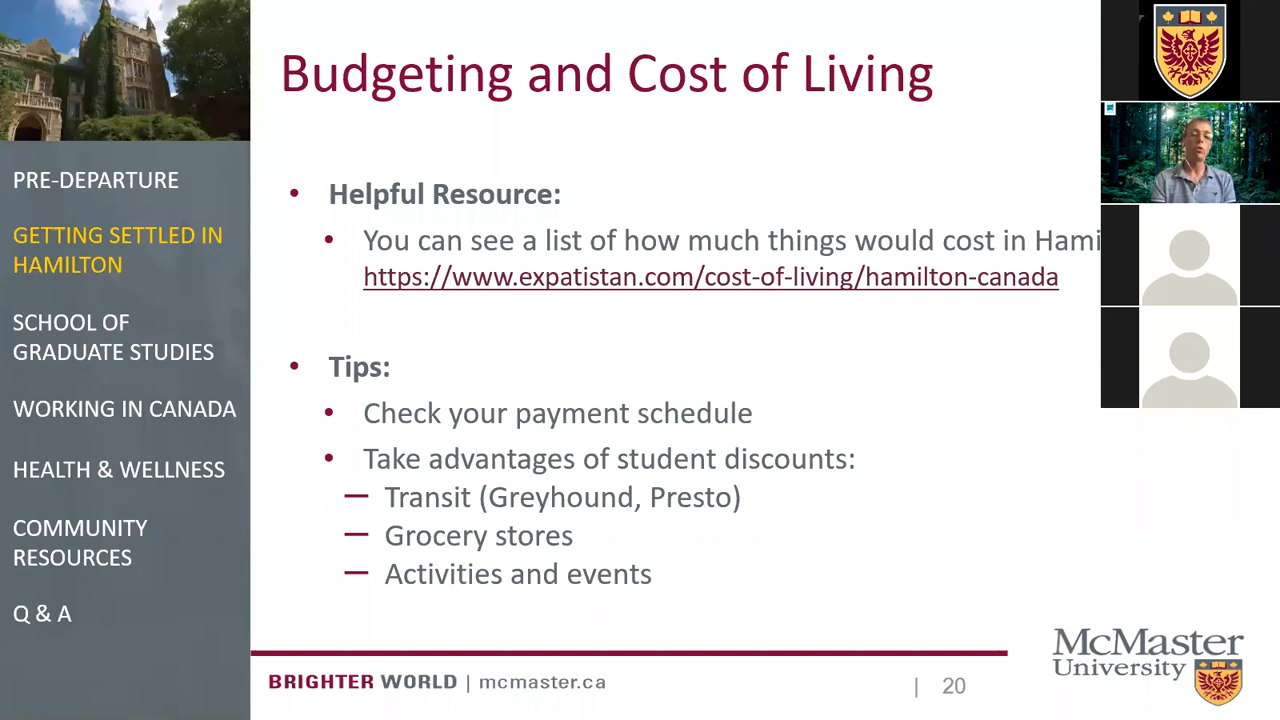 Budgeting and Cost of Living
PRE-DEPARTURE
GETTING SETTLED IN
HAMILTON
SCHOOL OF
GRADUATE STUDIES
WORKING IN CANADA
HEALTH & WELLNESS
COMMUNITY
RESOURCES
Q & A
• Helpful Resource:
• You can see a list of how much things would cost in Hami
https://www.expatistan.com/cost-of-living/hamilton-canada
• Tips:
• Check your payment schedule
• Take advantages of student discounts:
— Transit (Greyhound, Presto)
— Grocery stores
— Activities and events
BRIGHTER WORLD | mcmaster.ca
| 20
McMaster
University